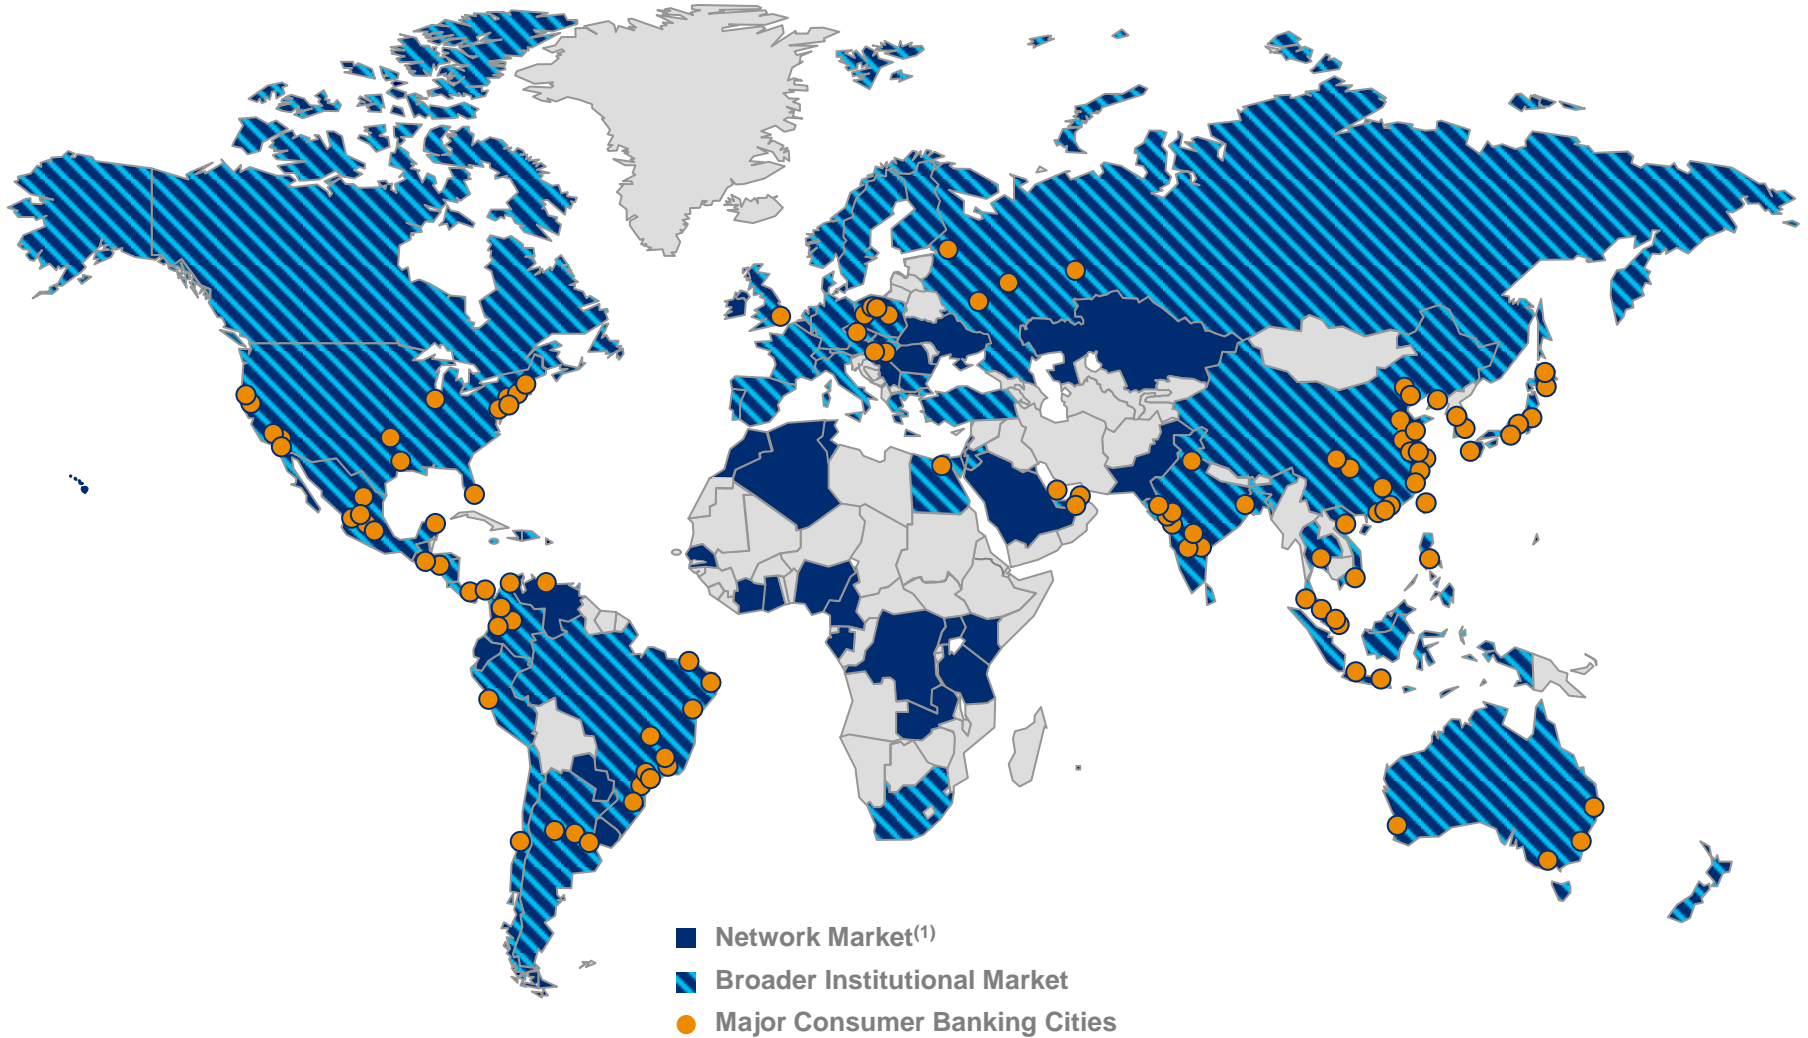 Network Market(1)
Broader Institutional Market
Major Consumer Banking Cities